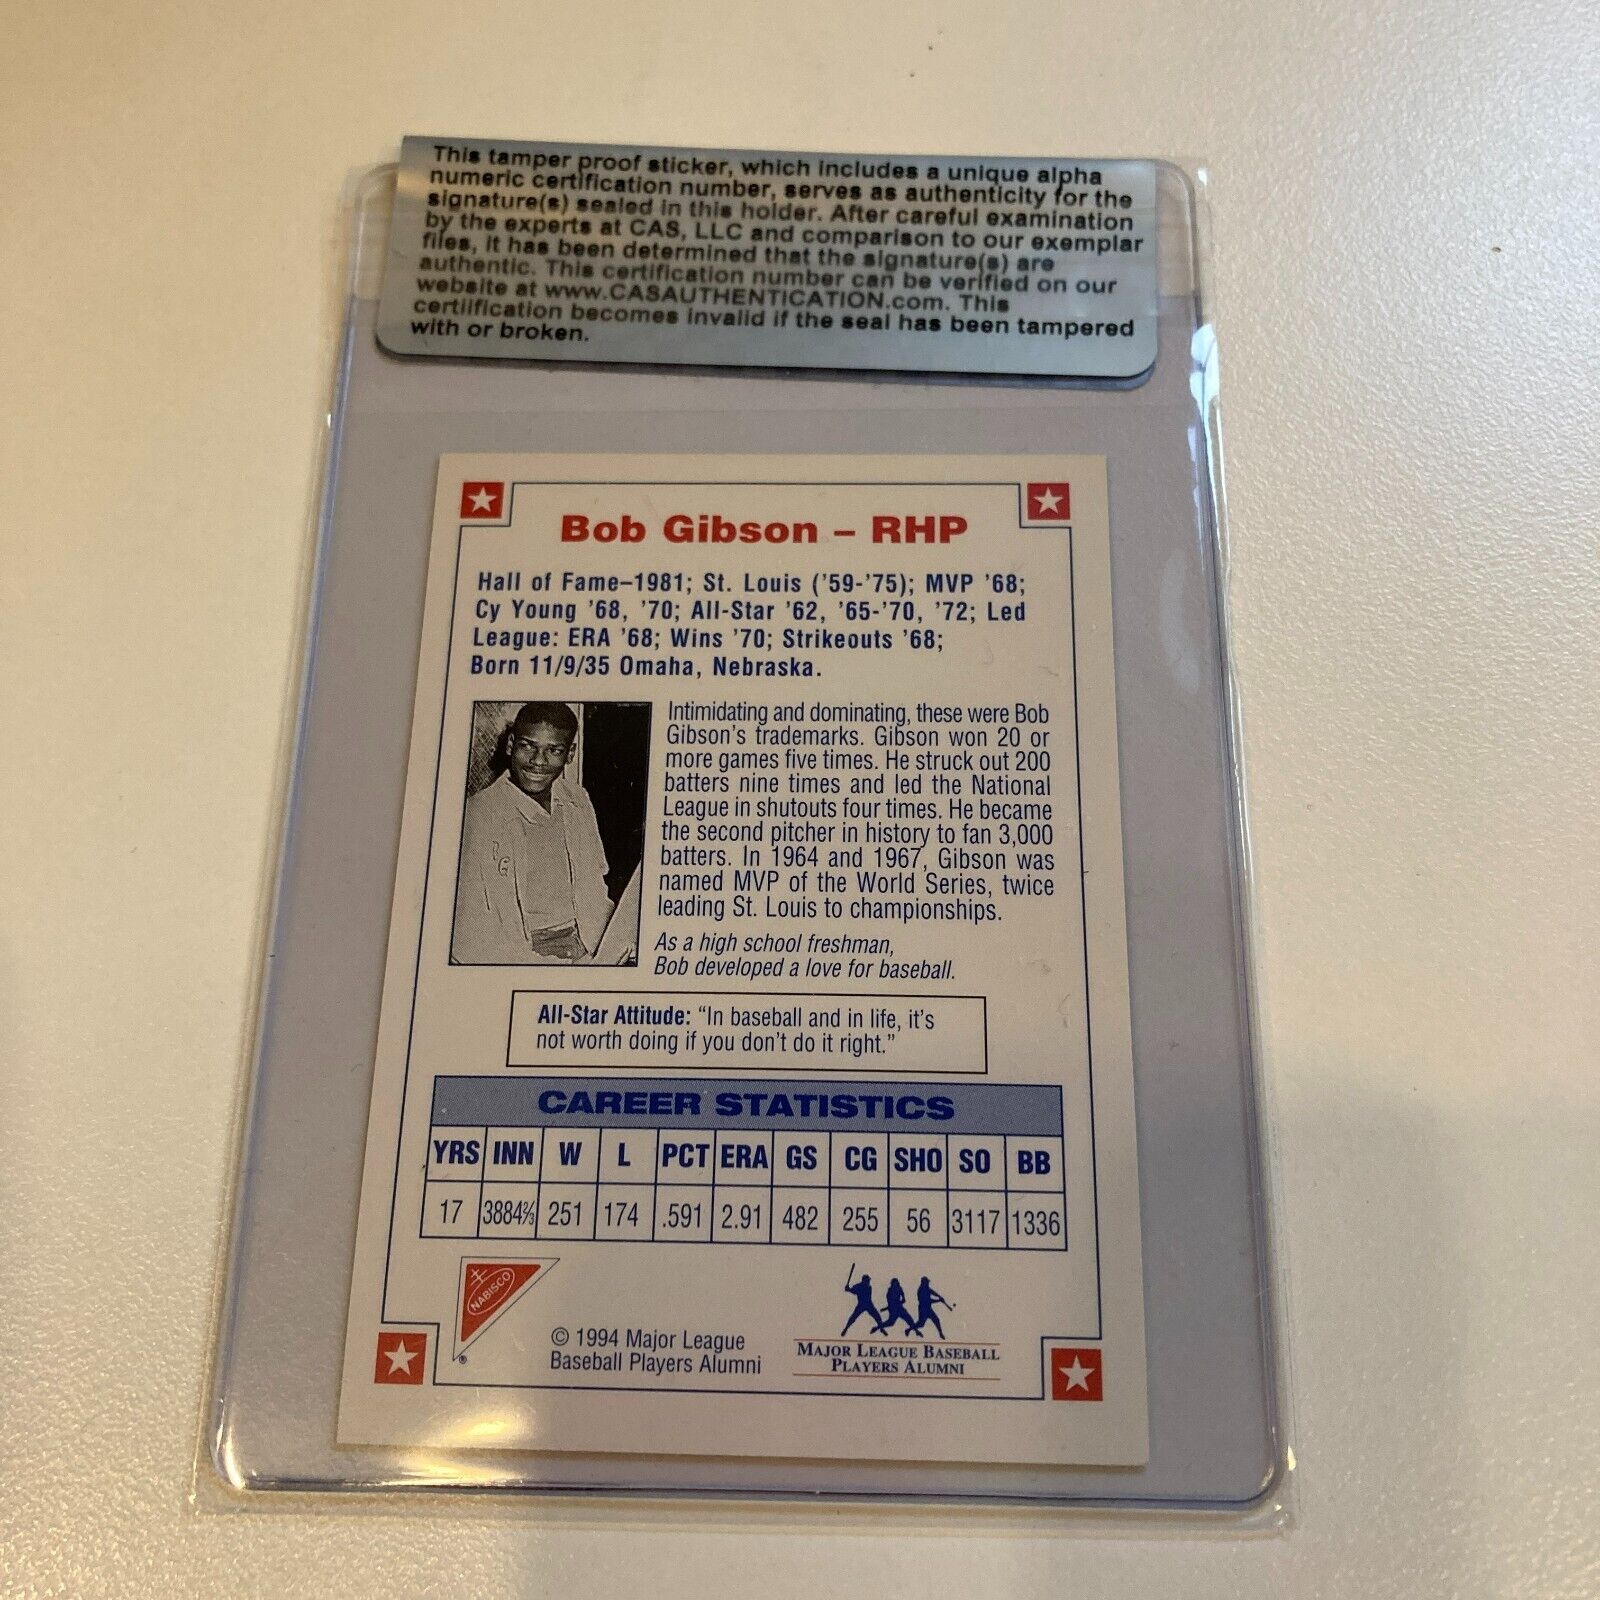 This tamper proof sticker, which includes a unique alpha
numeric certification number, serves as authenticity for the
signature(s) sealed in this holder. After careful examination
by the experts at CAS, LLC and comparison to our exemplar
files, it has been determined that the signature(s) are
authentic. This certification number can be verified on our
website at www.CASAUTHENTICATION.com. This
certiification becomes invalid if the seal has been tampered
with or broken.
Bob Gibson – RHP
Hall of Fame–1981; St. Louis ('59-'75); MVP '68;
Cy Young '68, '70; All-Star '62, '65-'70, '72; Led
League: ERA '68; Wins '70; Strikeouts '68;
Born 11/9/35 Omaha, Nebraska.
Intimidating and dominating, these were Bob
Gibson's trademarks. Gibson won 20 or
more games five times. He struck out 200
batters nine times and led the National
League in shutouts four times. He became
the second pitcher in history to fan 3,000
batters. In 1964 and 1967, Gibson was
named MVP of the World Series, twice
leading St. Louis to championships.
As a high school freshman,
Bob developed a love for baseball.
All-Star Attitude: "In baseball and in life, it's
not worth doing if you don't do it right."
CAREER STATISTICS
YRS INN W L PCT ERA GS CG SHO SO BB
17 3884⅔ 251 174 .591 2.91 482 255 56 3117 1336
NABISCO
®
© 1994 Major League
Baseball Players Alumni
MAJOR LEAGUE BASEBALL
PLAYERS ALUMNI